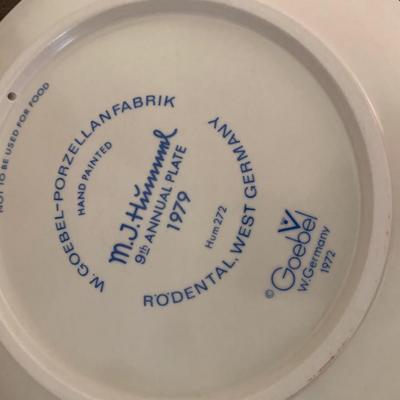 NOT TO BE USED FOR FOOD
W. GOEBEL-PORZELLANFABRIK
HAND PAINTED
M.J. Hümmel
9th ANNUAL PLATE
1979
Hum 272
RÖDENTAL, WEST GERMANY
© Goebel
W. Germany
1972